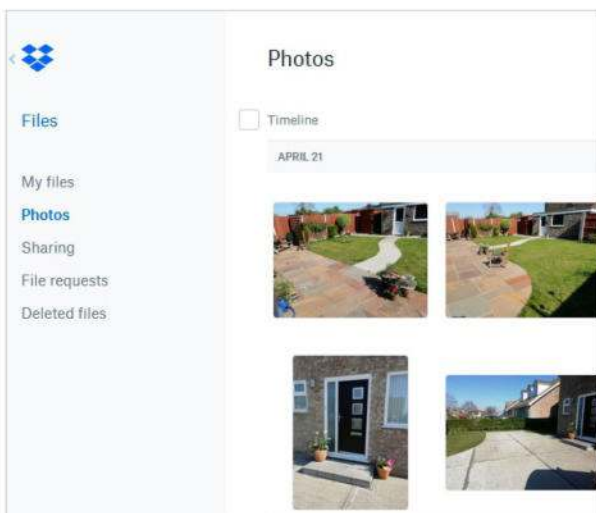 Photos
Files
Timeline
APRIL 21
My files
Photos
Sharing
File requests
Deleted files